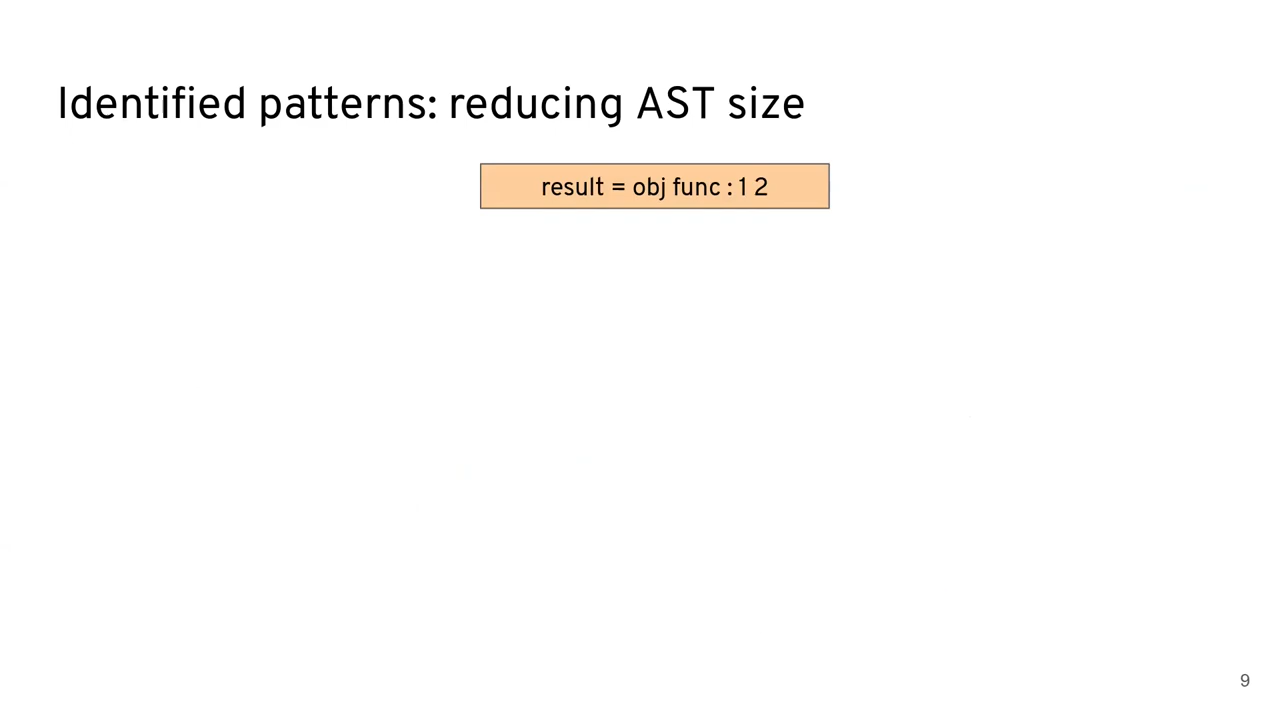 Identified patterns: reducing AST size
result = obj func : 1 2
9